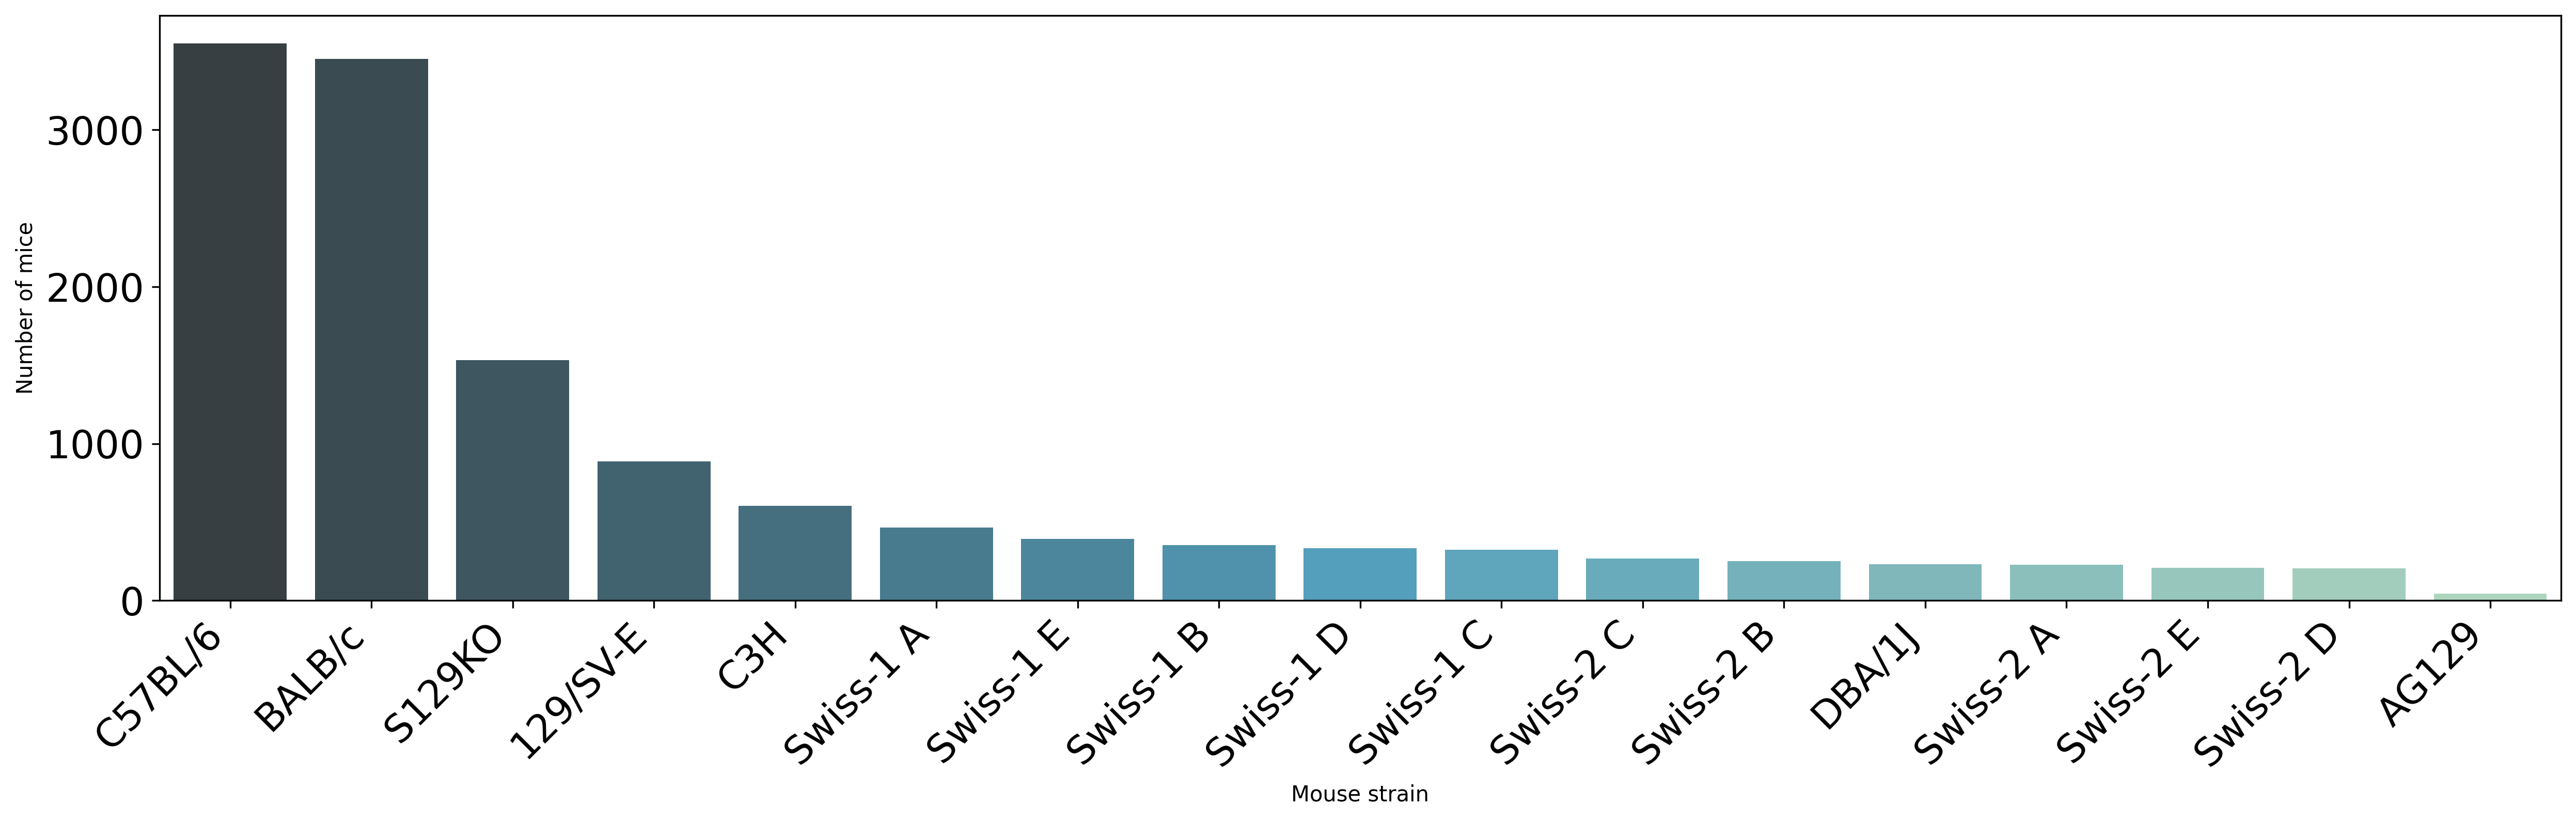 3000
2000
1000
0
Number of mice
C57BL/6
BALB/c
S129KO
129/SV-E
C3H
Swiss-1 A
Swiss-1 E
Swiss-1 B
Swiss-1 D
Swiss-1 C
Swiss-2 C
Swiss-2 B
DBA/1J
Swiss-2 A
Swiss-2 E
Swiss-2 D
AG129
Mouse strain